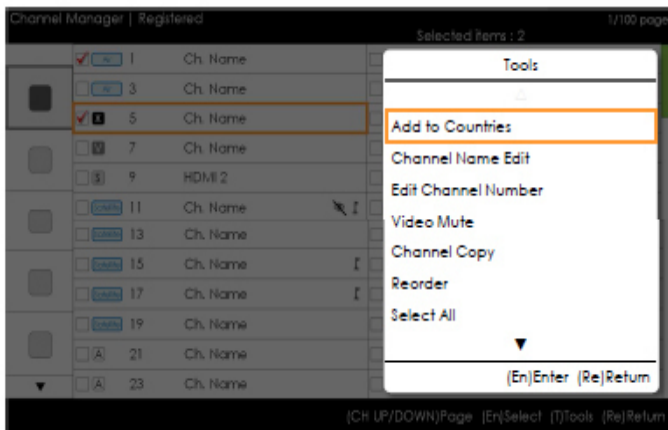 Channel Manager | Registered
1/100 page
Selected items : 2
1 Ch. Name
3 Ch. Name
5 Ch. Name
7 Ch. Name
S 9 HDMI 2
11 Ch. Name
13 Ch. Name
15 Ch. Name
17 Ch. Name
19 Ch. Name
A 21 Ch. Name
A 23 Ch. Name
Tools
Add to Countries
Channel Name Edit
Edit Channel Number
Video Mute
Channel Copy
Reorder
Select All
(En)Enter (Re)Return
(CH UP/DOWN)Page (En)Select (T)Tools (Re)Return